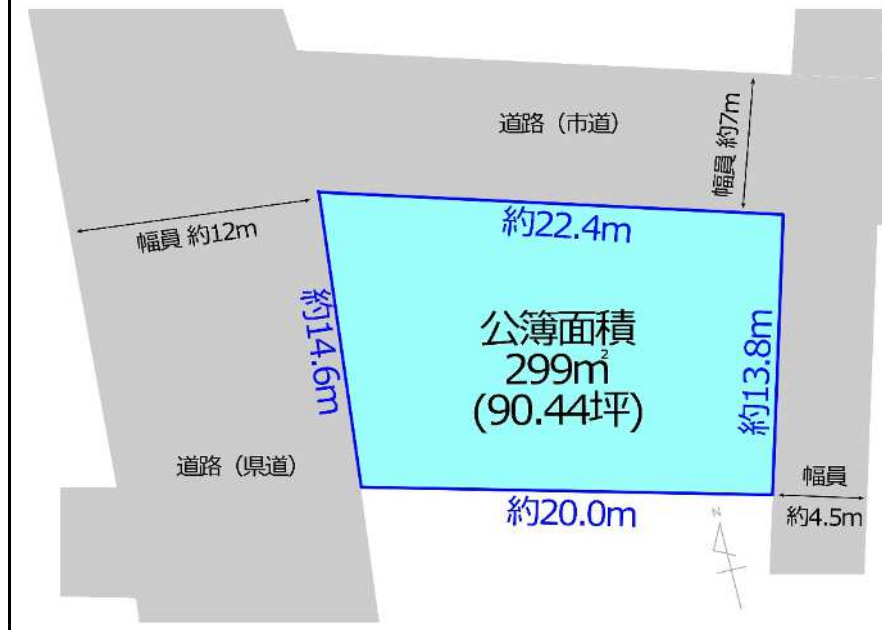 道路（市道）
幅員 約7m
幅員 約12m
約22.4m
約14.6m
公簿面積
299㎡
(90.44坪)
約13.8m
道路（県道）
約20.0m
幅員
約4.5m
N